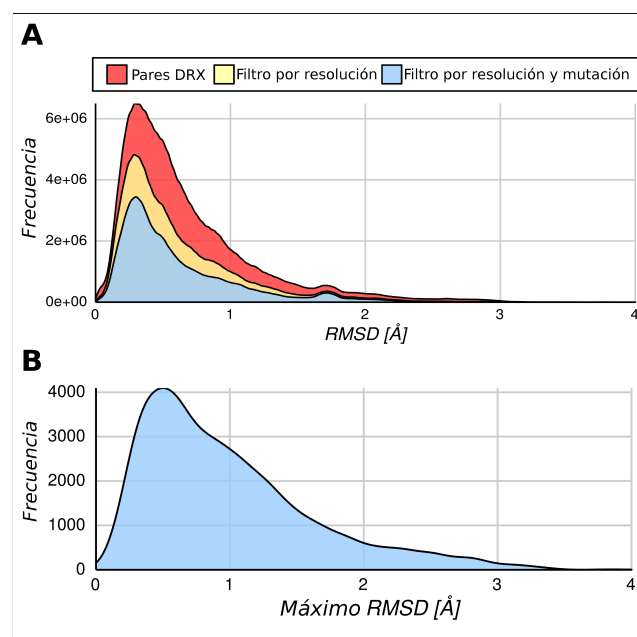 A
Pares DRX Filtro por resolución Filtro por resolución y mutación
6e+06
4e+06
2e+06
0e+00
Frecuencia
0 1 2 3 4
RMSD [Å]
B
4000
3000
2000
1000
0
Frecuencia
0 1 2 3 4
Máximo RMSD [Å]